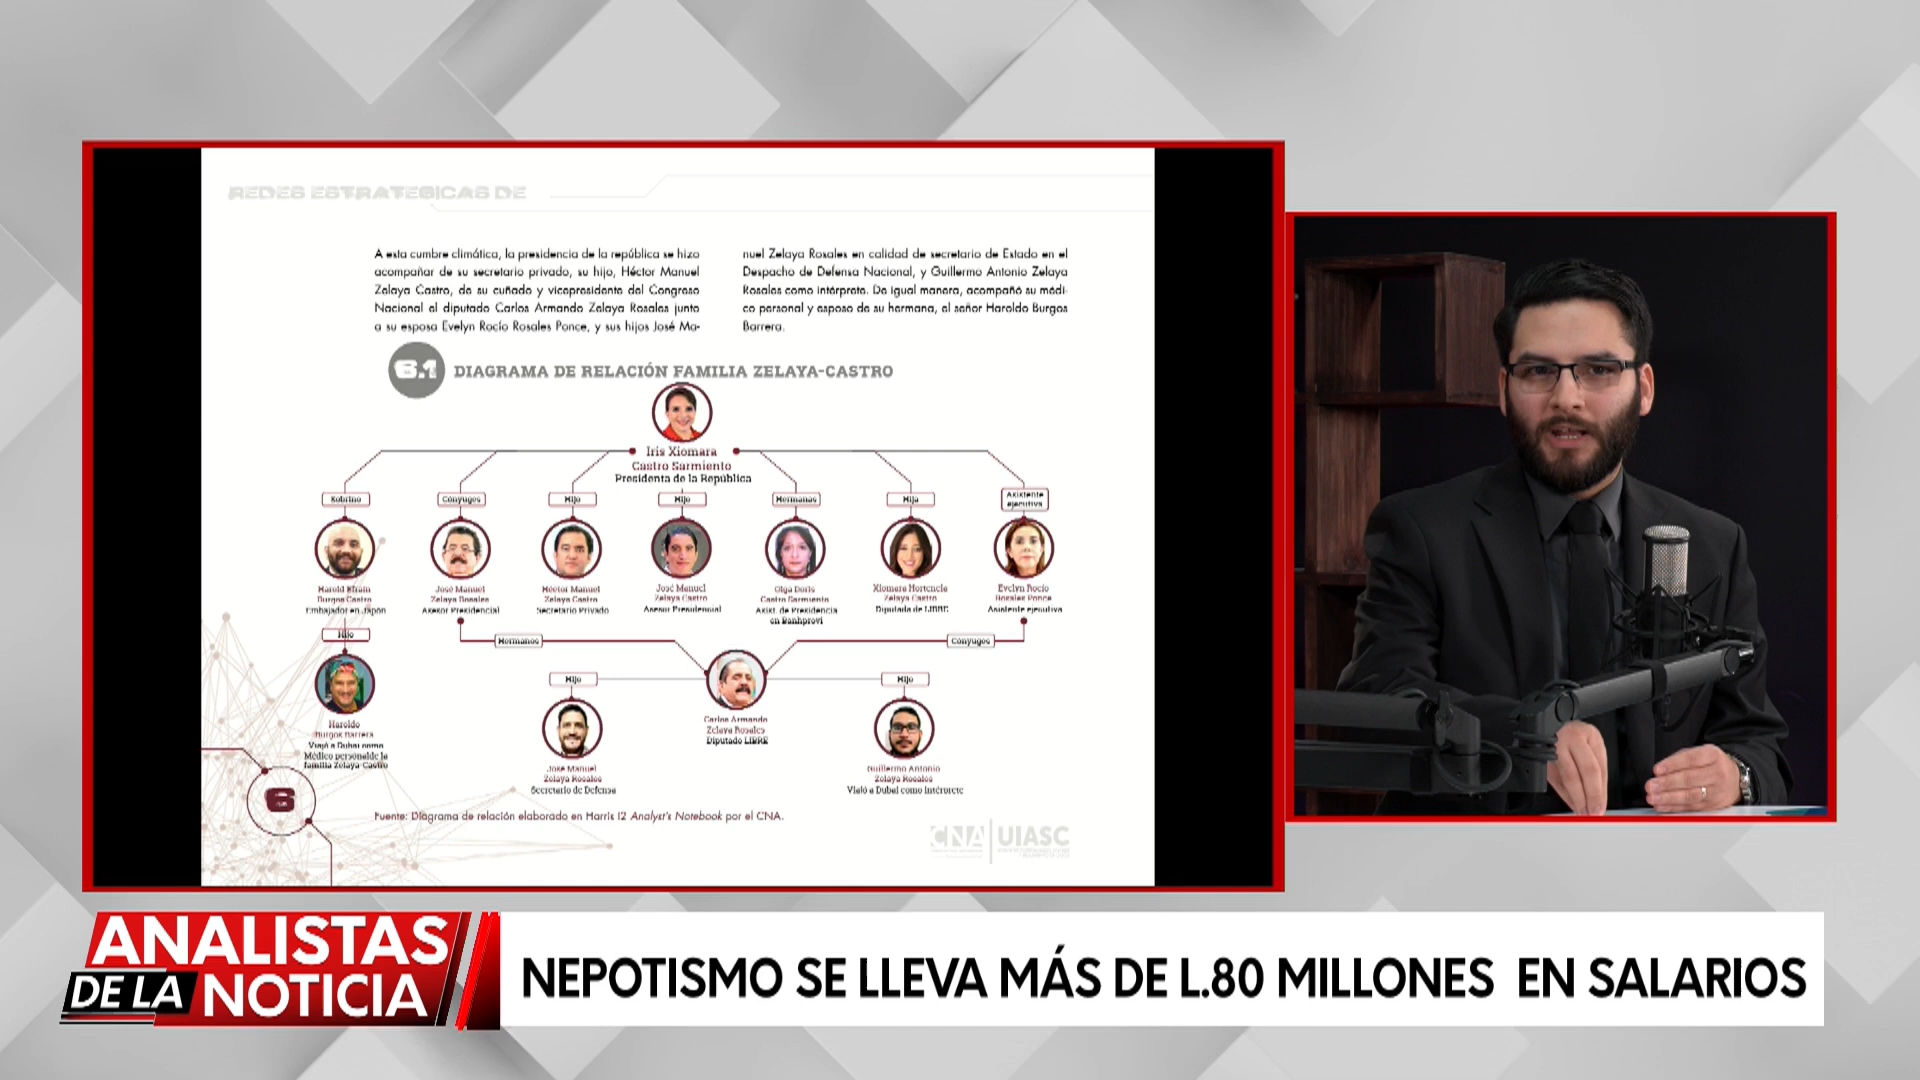 REDES ESTRATEGICAS DE
A esta cumbre climática, la presidencia de la república se hizo
acompañar de su secretario privado, su hijo, Héctor Manuel
Zelaya Castro, de su cuñado y vicepresidente del Congreso
Nacional el diputado Carlos Armando Zelaya Rosales junto
a su esposa Evelyn Rocío Rosales Ponce, y sus hijos José Ma-
nuel Zelaya Rosales en calidad de secretario de Estado en el
Despacho de Defensa Nacional, y Guillermo Antonio Zelaya
Rosales como intérprete. De igual manera, acompañó su médi-
co personal y esposo de su hermana, el señor Haroldo Burgos
Barrera.
6.1 DIAGRAMA DE RELACIÓN FAMILIA ZELAYA-CASTRO
Iris Xiomara
Castro Sarmiento
Presidenta de la República
Sobrino
Cónyuges
Hijo
Hijo
Hermanas
Hija
Asistente
ejecutiva
Harold Efraín
Burgos Castro
Embajador en Japón
José Manuel
Zelaya Rosales
Asesor Presidencial
Héctor Manuel
Zelaya Castro
Secretario Privado
José Manuel
Zelaya Castro
Asesor Presidencial
Olga Doris
Castro Sarmiento
Asist. de Presidencia
en Banhprovi
Xiomara Hortencia
Zelaya Castro
Diputada de LIBRE
Evelyn Rocío
Rosales Ponce
Asistente ejecutiva
Hijo
Hermanos
Cónyuges
Haroldo
Burgos Barrera
Viajó a Dubai como
Médico personal de la
familia Zelaya-Castro
Hijo
Carlos Armando
Zelaya Rosales
Diputado LIBRE
Hijo
José Manuel
Zelaya Rosales
Secretario de Defensa
Guillermo Antonio
Zelaya Rosales
Viajó a Dubai como Intérprete
6
Fuente: Diagrama de relación elaborado en Harris I2 Analyst's Notebook por el CNA.
CNA UIASC
ANALISTAS
DE LA NOTICIA
NEPOTISMO SE LLEVA MÁS DE L.80 MILLONES EN SALARIOS